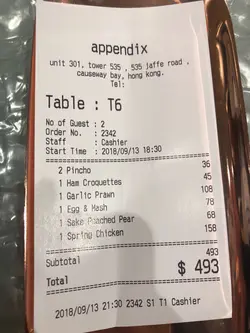 appendix
unit 301, tower 535 , 535 jaffe road ,
causeway bay, hong kong.
Tel:
Table : T6
No of Guest : 2
Order No. : 2342
Staff : Cashier
Start Time : 2018/09/13 18:30
2 Pincho 36
1 Ham Croquettes 45
1 Garlic Prawn 108
1 Egg & Mash 78
1 Sake Poached Pear 68
1 Spring Chicken 158
Subtotal 493
Total $ 493
2018/09/13 21:30 2342 S1 T1 Cashier